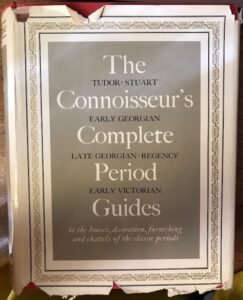 The
TUDOR · STUART
Connoisseur's
EARLY GEORGIAN
Complete
LATE GEORGIAN · REGENCY
Period
EARLY VICTORIAN
Guides
to the houses, decoration, furnishing
and chattels of the classic periods